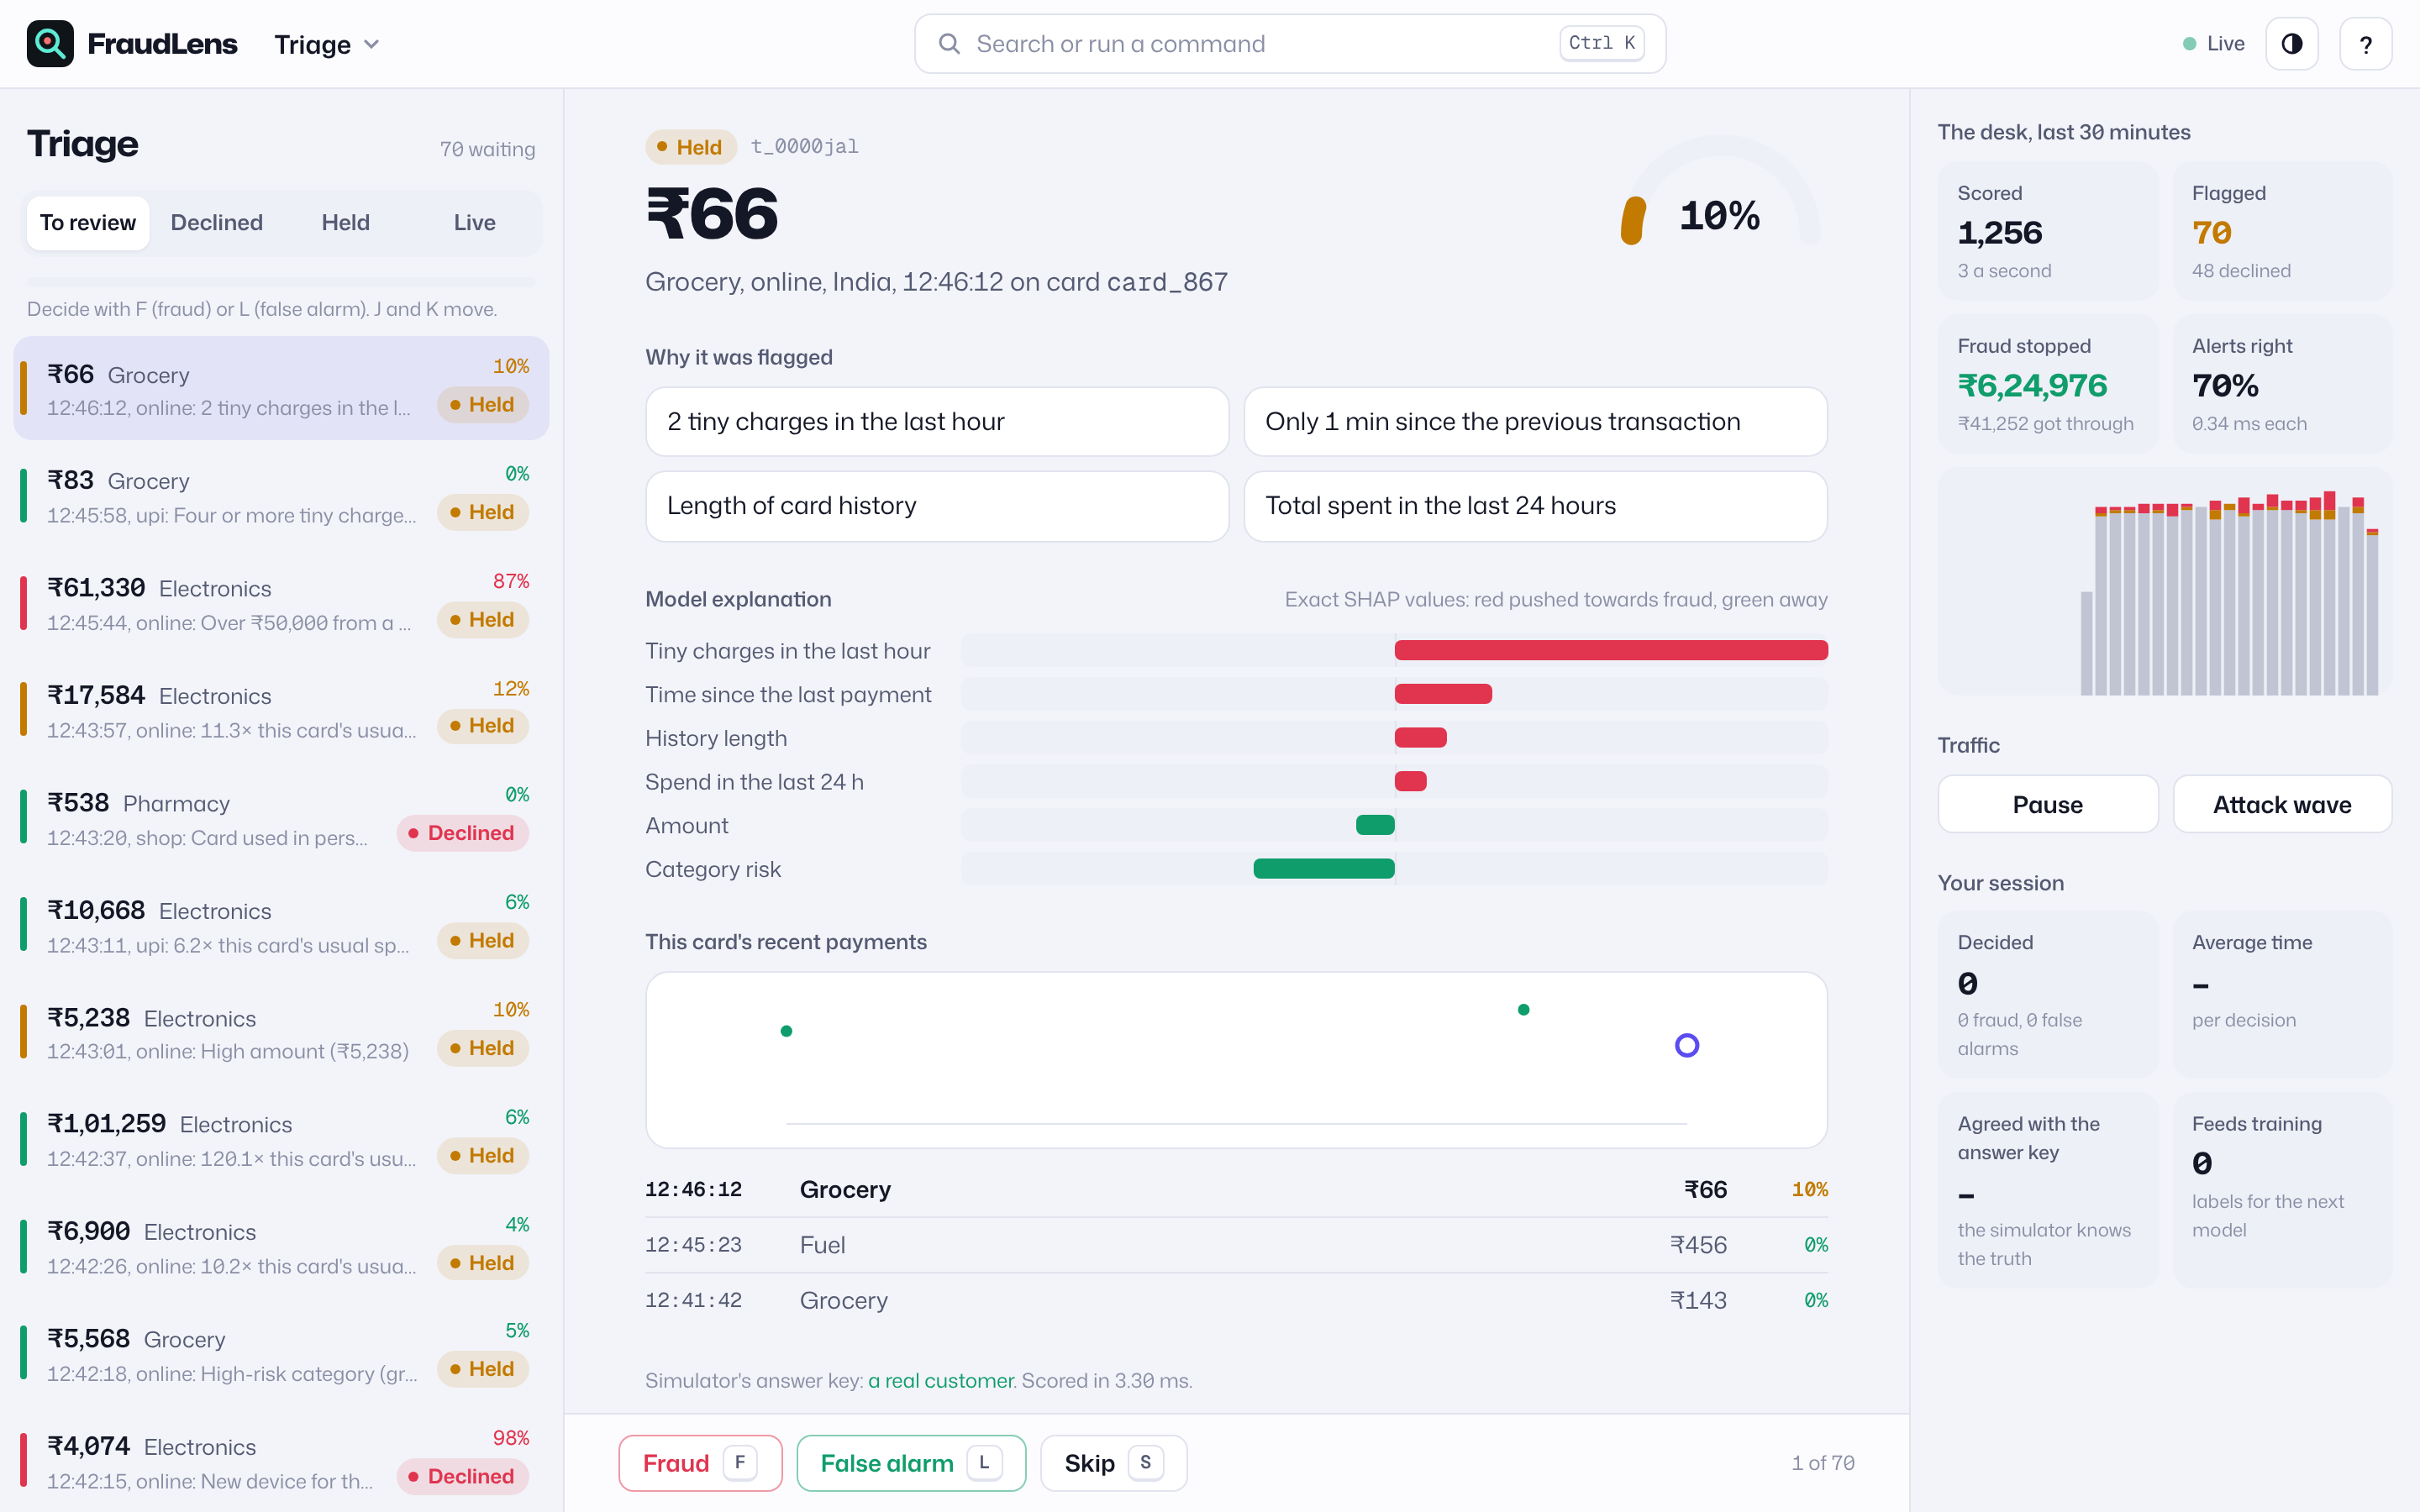 FraudLens
Triage
Search or run a command
Ctrl K
Live
?
Triage
70 waiting
To review
Declined
Held
Live
Decide with F (fraud) or L (false alarm). J and K move.
₹66 Grocery
10%
12:46:12, online: 2 tiny charges in the l...
Held
₹83 Grocery
0%
12:45:58, upi: Four or more tiny charge...
Held
₹61,330 Electronics
87%
12:45:44, online: Over ₹50,000 from a ...
Held
₹17,584 Electronics
12%
12:43:57, online: 11.3× this card's usua...
Held
₹538 Pharmacy
0%
12:43:20, shop: Card used in pers...
Declined
₹10,668 Electronics
6%
12:43:11, upi: 6.2× this card's usual sp...
Held
₹5,238 Electronics
10%
12:43:01, online: High amount (₹5,238)
Held
₹1,01,259 Electronics
6%
12:42:37, online: 120.1× this card's usu...
Held
₹6,900 Electronics
4%
12:42:26, online: 10.2× this card's usua...
Held
₹5,568 Grocery
5%
12:42:18, online: High-risk category (gr...
Held
₹4,074 Electronics
98%
12:42:15, online: New device for th...
Declined
Held
t_0000jal
₹66
10%
Grocery, online, India, 12:46:12 on card card_867
Why it was flagged
2 tiny charges in the last hour
Only 1 min since the previous transaction
Length of card history
Total spent in the last 24 hours
Model explanation
Exact SHAP values: red pushed towards fraud, green away
Tiny charges in the last hour
Time since the last payment
History length
Spend in the last 24 h
Amount
Category risk
This card's recent payments
12:46:12 Grocery ₹66 10%
12:45:23 Fuel ₹456 0%
12:41:42 Grocery ₹143 0%
Simulator's answer key: a real customer. Scored in 3.30 ms.
Fraud F
False alarm L
Skip S
1 of 70
The desk, last 30 minutes
Scored
1,256
3 a second
Flagged
70
48 declined
Fraud stopped
₹6,24,976
₹41,252 got through
Alerts right
70%
0.34 ms each
Traffic
Pause
Attack wave
Your session
Decided
0
0 fraud, 0 false
alarms
Average time
–
per decision
Agreed with the
answer key
–
the simulator knows
the truth
Feeds training
0
labels for the next
model